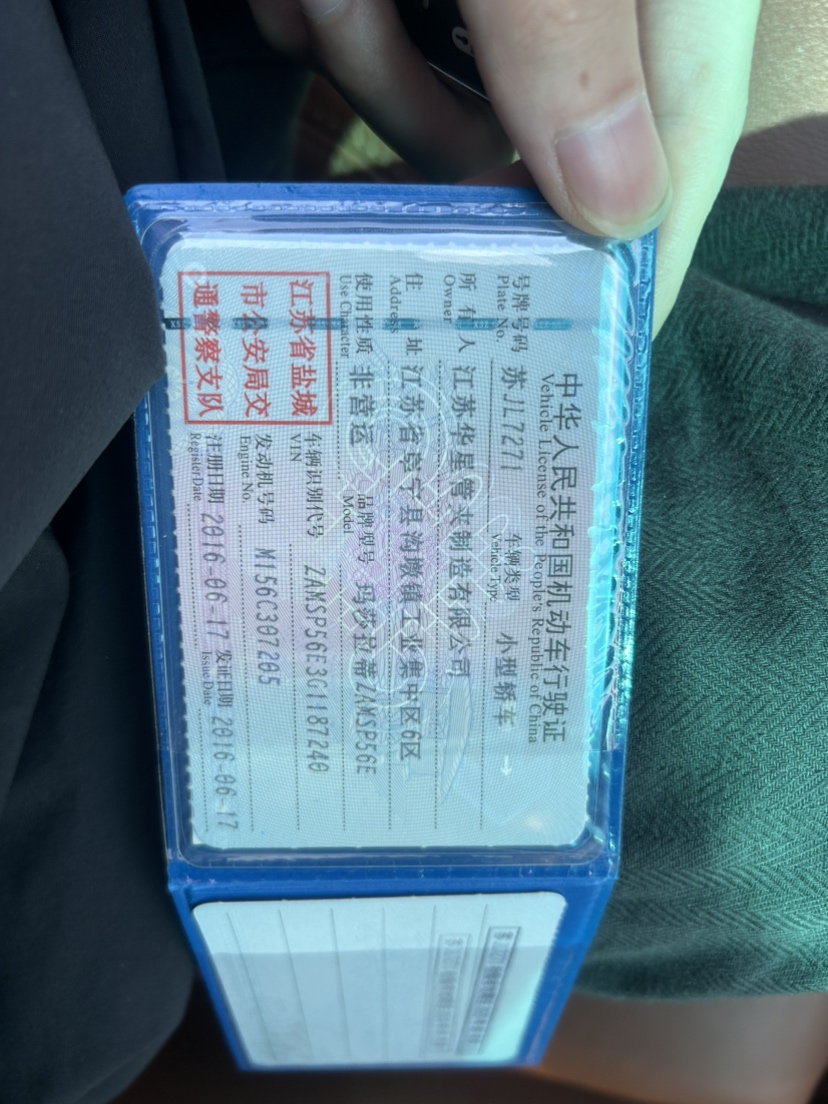 中华人民共和国机动车行驶证
Vehicle License of the People's Republic of China
号牌号码 苏JL7271 车辆类型 小型轿车
Plate No. Vehicle Type
所有人 江苏华星管夹制造有限公司
Owner
住址 江苏省阜宁县沟墩镇工业集中区6区
Address
使用性质 非营运 品牌型号 玛莎拉蒂ZAMSP56E
Use Character Model
江苏省盐城
市公安局交
通警察支队
车辆识别代号 ZAMSP56E3G1187240
VIN
发动机号码 M156C307205
Engine No.
注册日期 2016-06-17 发证日期 2016-06-17
Register Date Issue Date